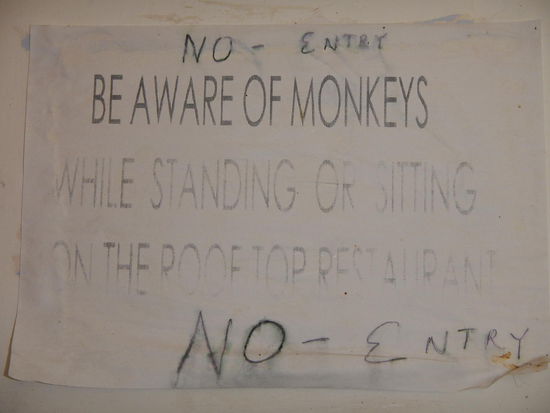 NO - ENTRY
BE AWARE OF MONKEYS
WHILE STANDING OR SITTING
ON THE ROOF TOP RESTAURANT
NO - ENTRY